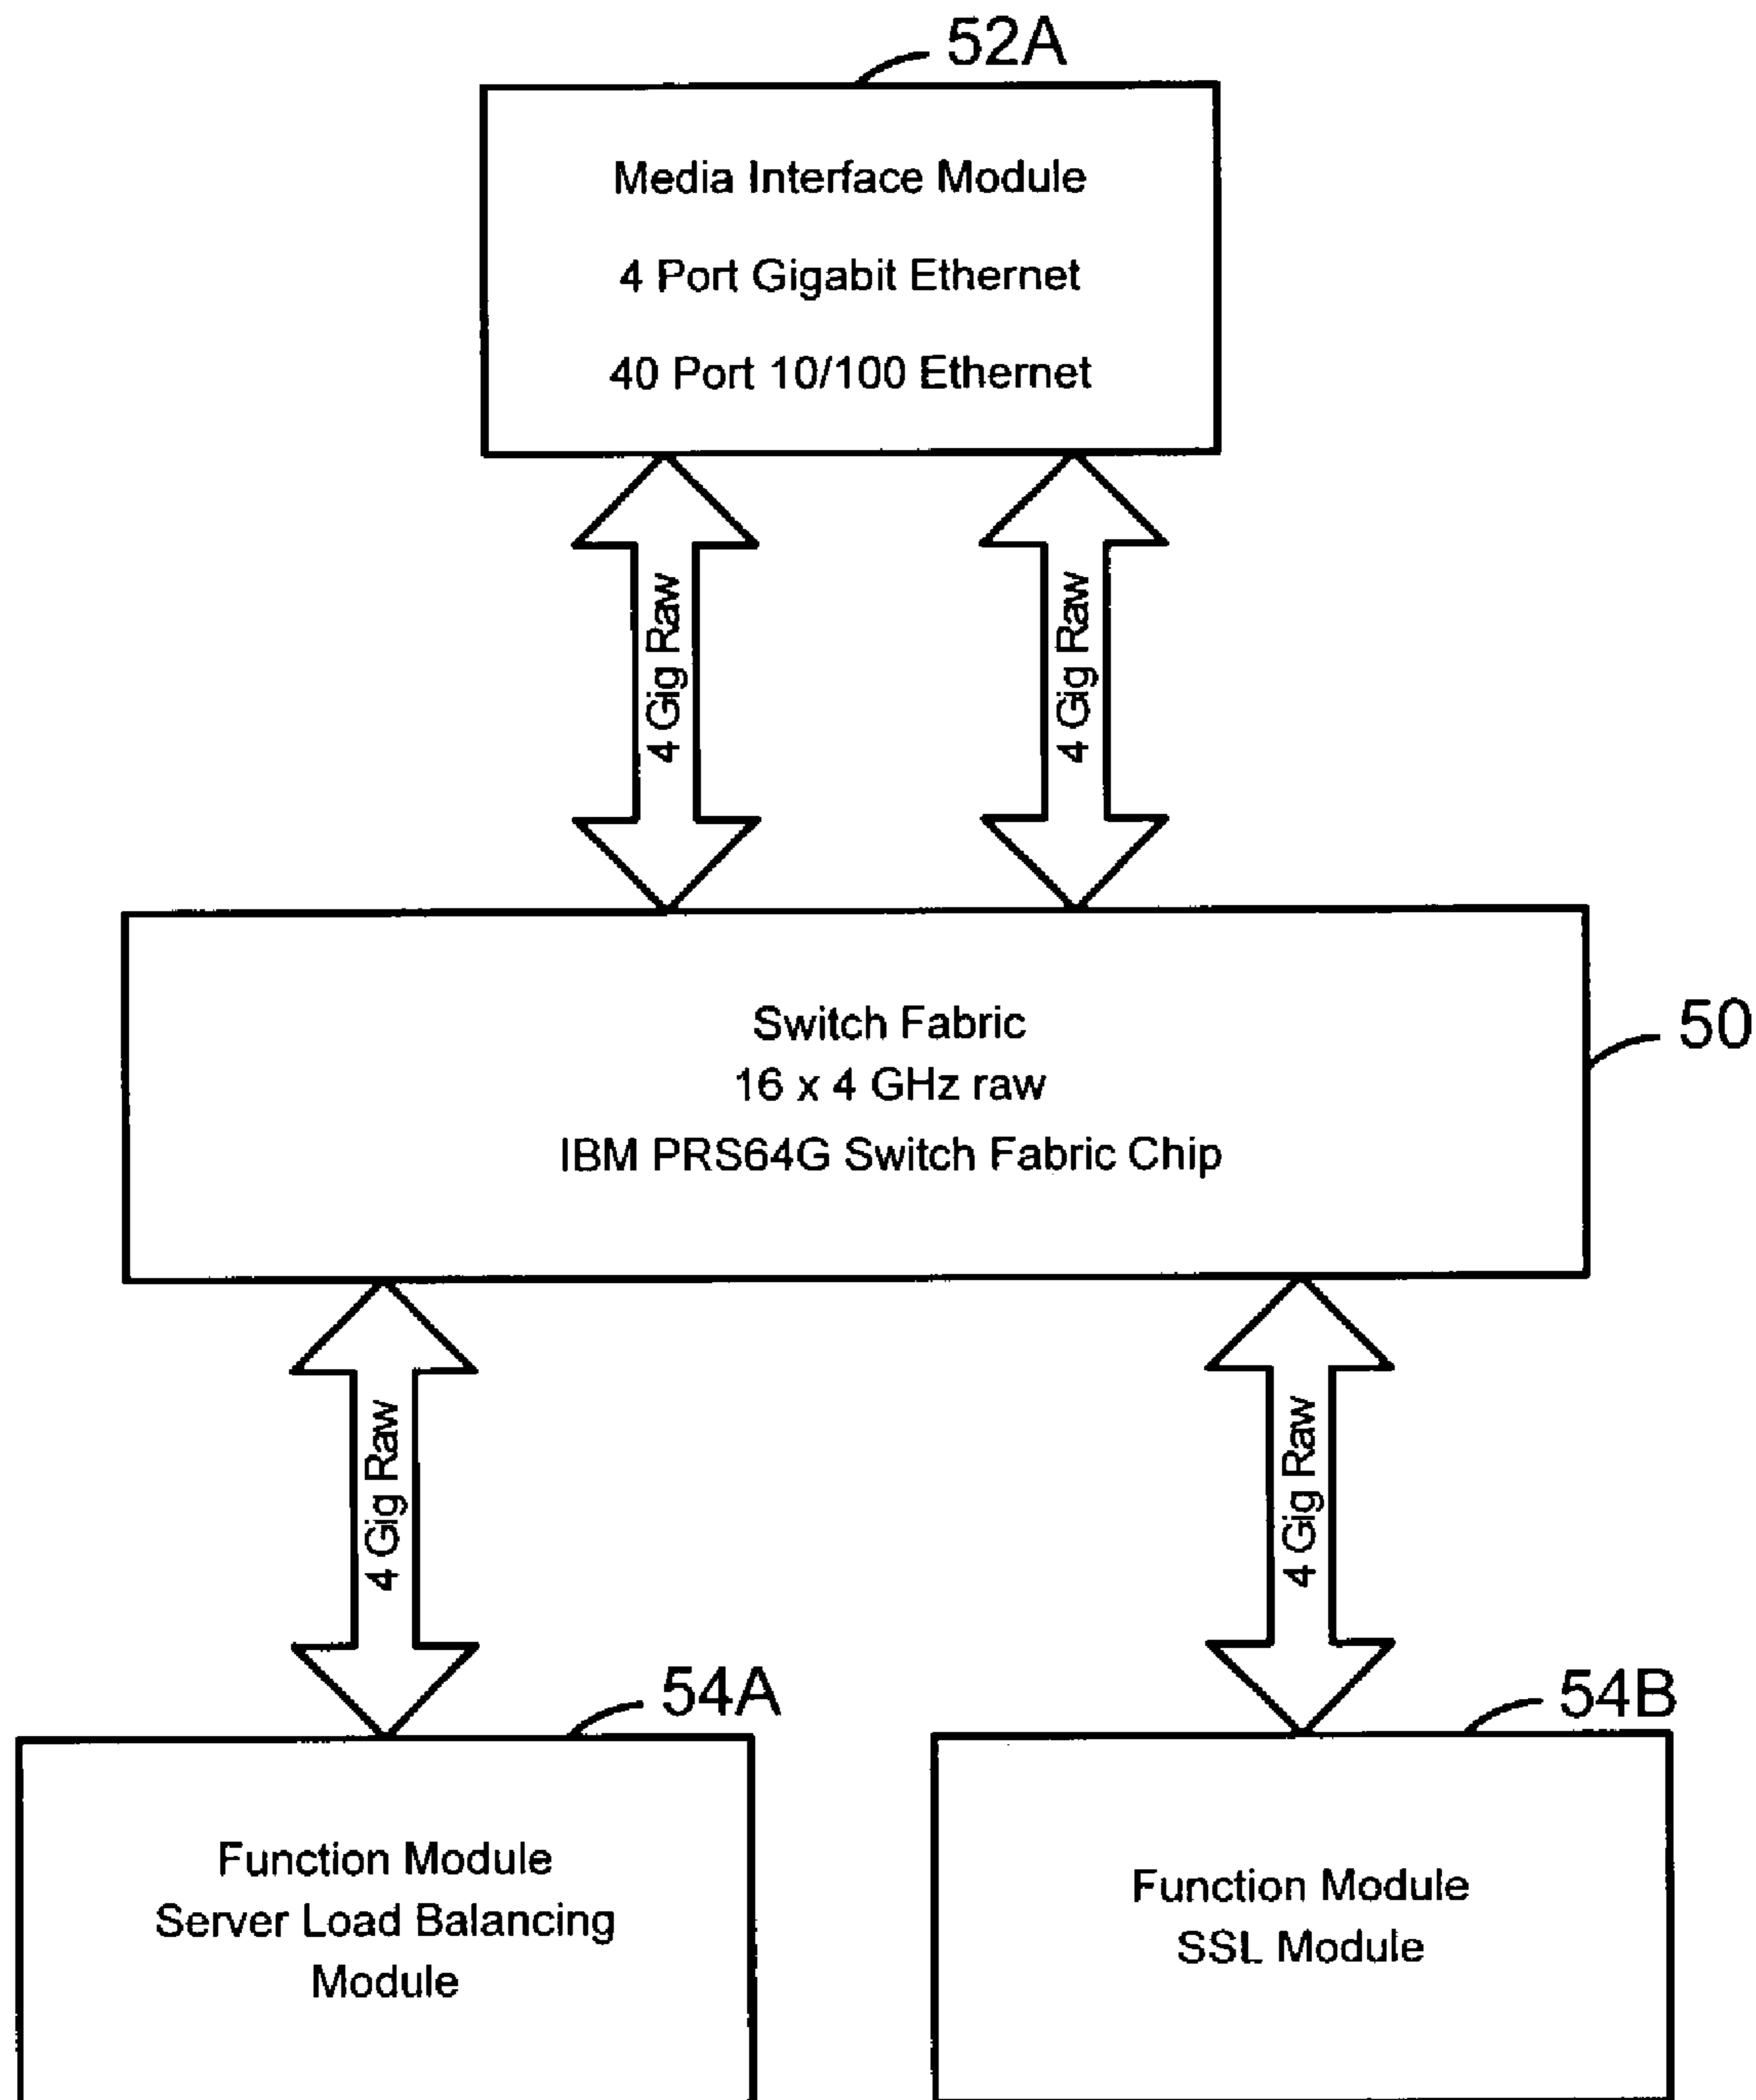 52A
Media Interface Module
4 Port Gigabit Ethernet
40 Port 10/100 Ethernet
4 Gig Raw
4 Gig Raw
Switch Fabric
16 x 4 GHz raw
IBM PRS64G Switch Fabric Chip
50
4 Gig Raw
4 Gig Raw
54A
54B
Function Module
Server Load Balancing
Module
Function Module
SSL Module